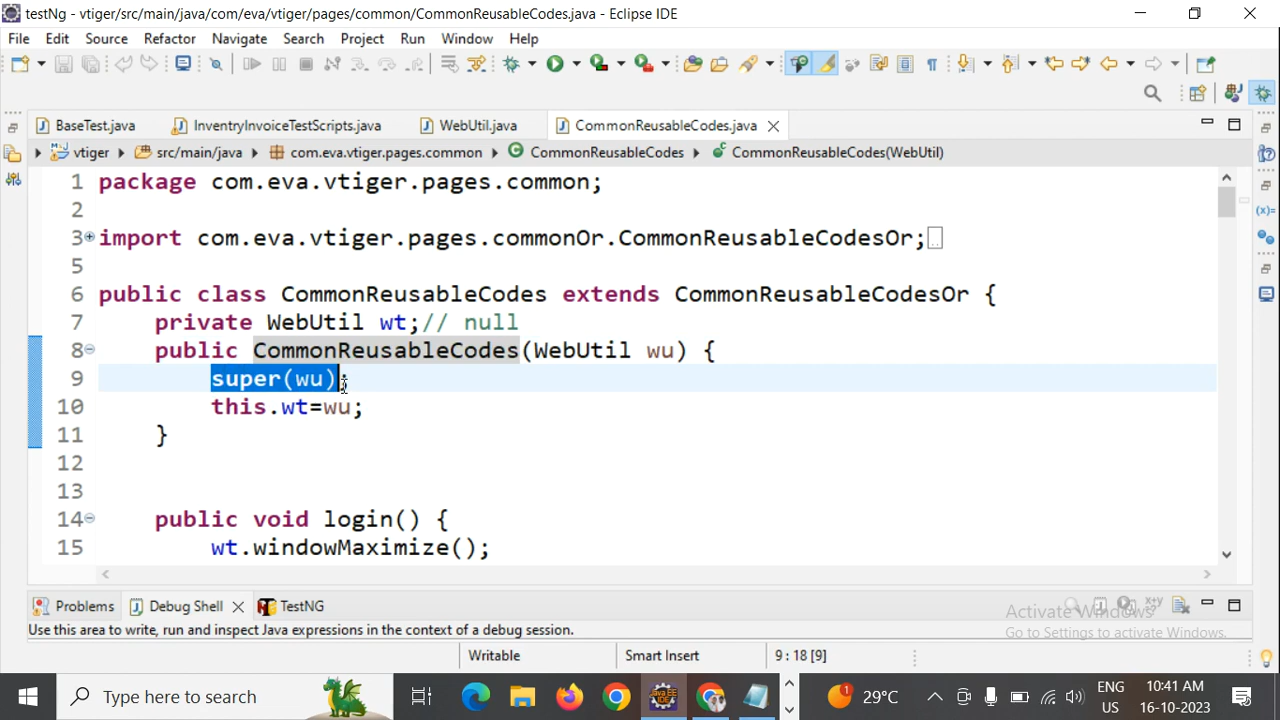 testNg - vtiger/src/main/java/com/eva/vtiger/pages/common/CommonReusableCodes.java - Eclipse IDE
File Edit Source Refactor Navigate Search Project Run Window Help
BaseTest.java InventryInvoiceTestScripts.java WebUtil.java CommonReusableCodes.java
vtiger src/main/java com.eva.vtiger.pages.common CommonReusableCodes CommonReusableCodes(WebUtil)
1 package com.eva.vtiger.pages.common;
2
3 import com.eva.vtiger.pages.commonOr.CommonReusableCodesOr;
5
6 public class CommonReusableCodes extends CommonReusableCodesOr {
7 private WebUtil wt;// null
8 public CommonReusableCodes(WebUtil wu) {
9 super(wu);
10 this.wt=wu;
11 }
12
13
14 public void login() {
15 wt.windowMaximize();
Problems Debug Shell TestNG
Activate Windows
Use this area to write, run and inspect Java expressions in the context of a debug session.
Go to Settings to activate Windows.
Writable Smart Insert 9 : 18 [9]
Type here to search 1 29°C ENG US 10:41 AM 16-10-2023